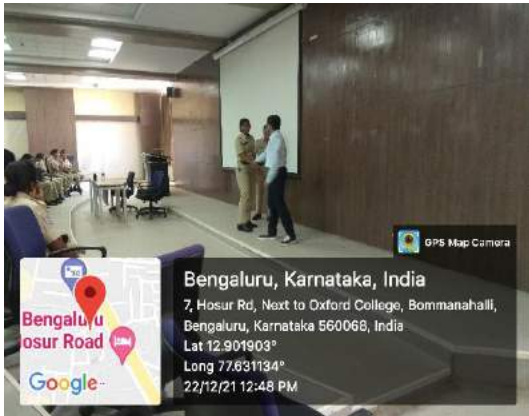 GPS Map Camera
Bengaluru, Karnataka, India
7, Hosur Rd, Next to Oxford College, Bommanahalli,
Bengaluru, Karnataka 560068, India
Lat 12.901903°
Long 77.631134°
22/12/21 12:48 PM
Bengaluru
osur Road
Google